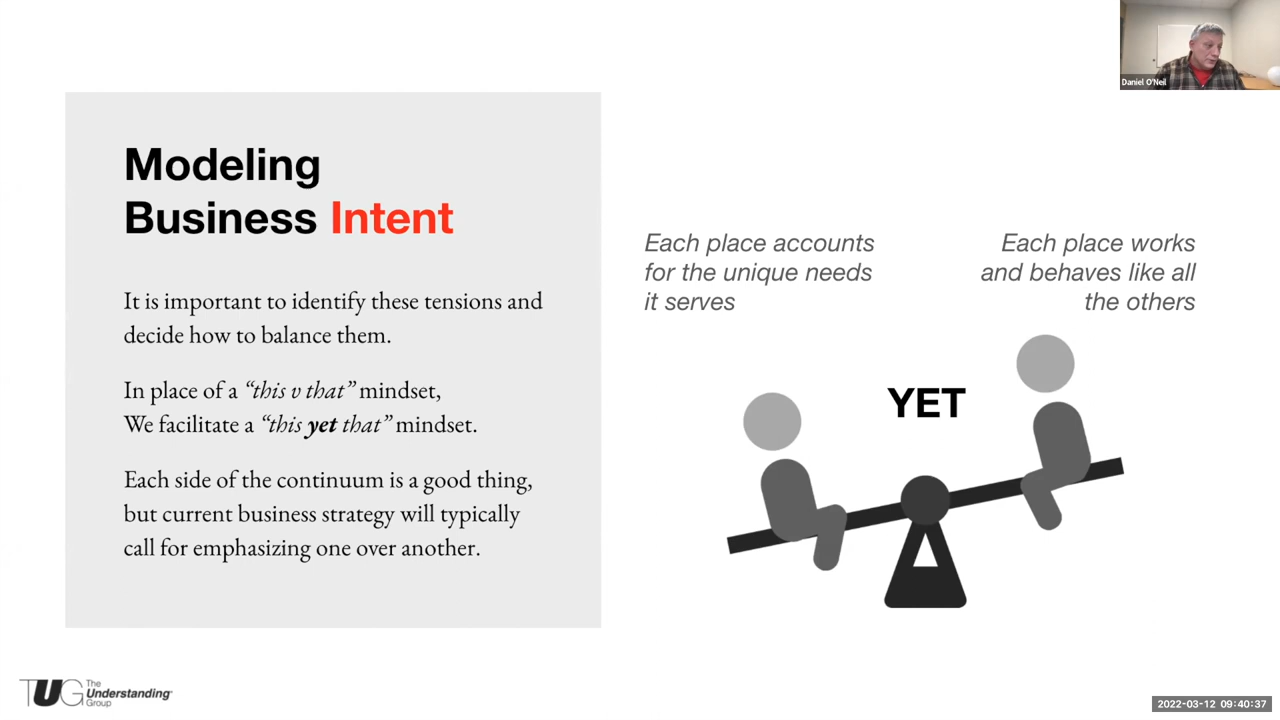 Daniel O'Neil
Modeling
Business Intent
It is important to identify these tensions and
decide how to balance them.
In place of a “this v that” mindset,
We facilitate a “this yet that” mindset.
Each side of the continuum is a good thing,
but current business strategy will typically
call for emphasizing one over another.
Each place accounts
for the unique needs
it serves
Each place works
and behaves like all
the others
YET
TUG
The
Understanding
Group
2022-03-12 09:40:37